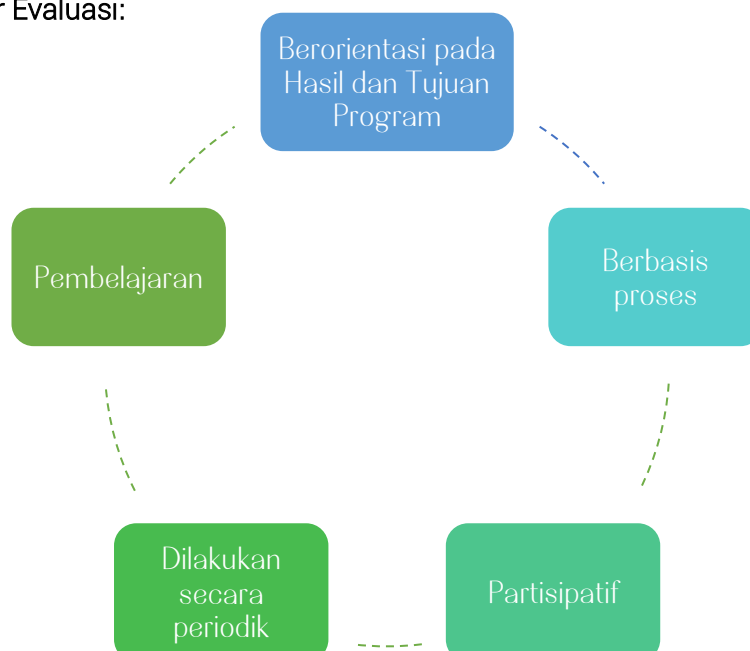 Evaluasi:
Berorientasi pada
Hasil dan Tujuan
Program
Berbasis
proses
Partisipatif
Dilakukan
secara
periodik
Pembelajaran